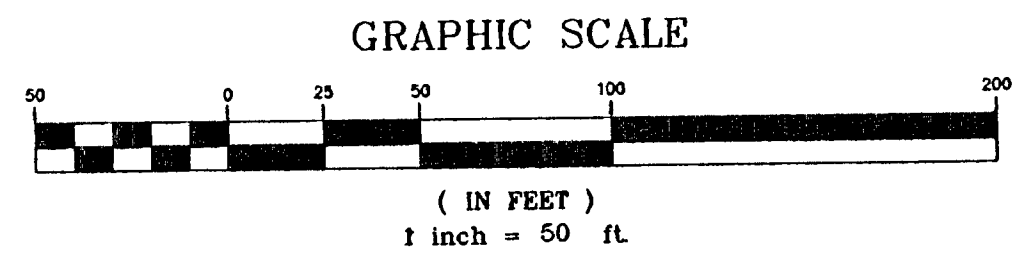 GRAPHIC SCALE
50 0 25 50 100 200
( IN FEET )
1 inch = 50 ft.